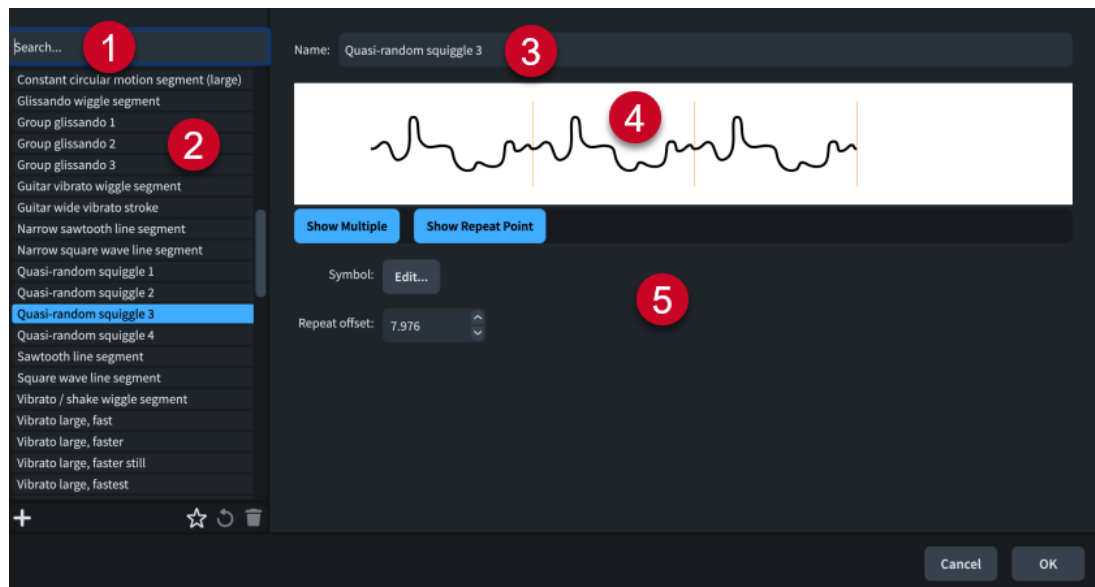 Search...
1
Constant circular motion segment (large)
Glissando wiggle segment
Group glissando 1
Group glissando 2
Group glissando 3
2
Guitar vibrato wiggle segment
Guitar wide vibrato stroke
Narrow sawtooth line segment
Narrow square wave line segment
Quasi-random squiggle 1
Quasi-random squiggle 2
Quasi-random squiggle 3
Quasi-random squiggle 4
Sawtooth line segment
Square wave line segment
Vibrato / shake wiggle segment
Vibrato large, fast
Vibrato large, faster
Vibrato large, faster still
Vibrato large, fastest
Name: Quasi-random squiggle 3
3
4
Show Multiple Show Repeat Point
Symbol: Edit...
5
Repeat offset: 7.976
Cancel OK